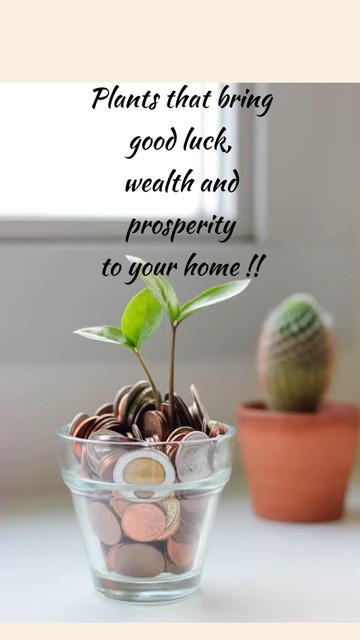 Plants that bring
good luck,
wealth and
prosperity
to your home !!